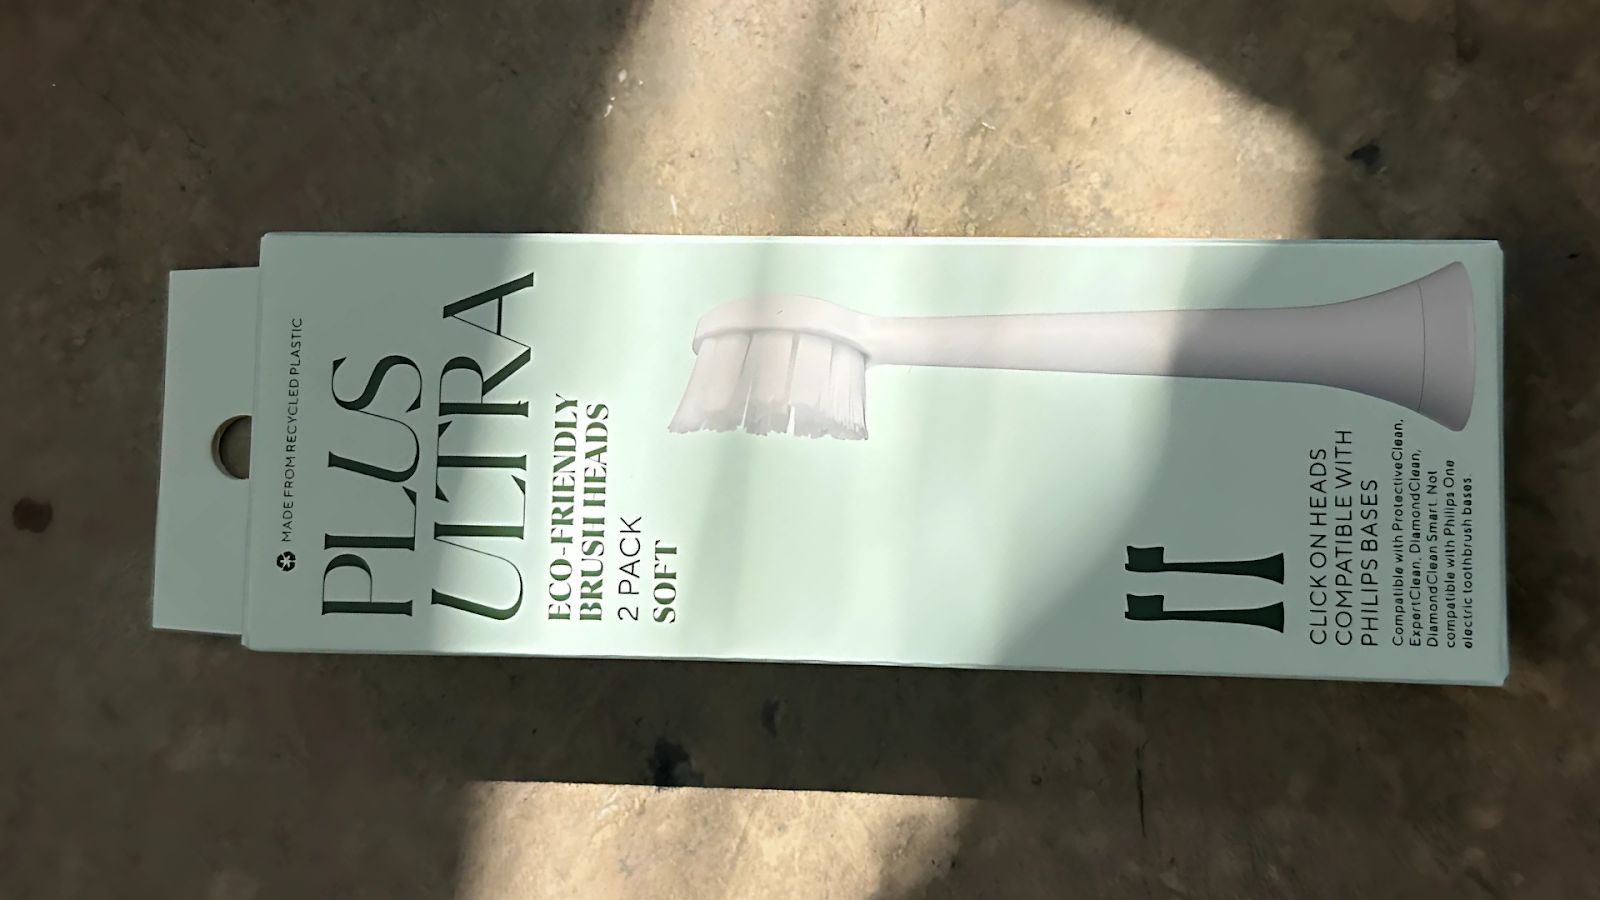 MADE FROM RECYCLED PLASTIC
PLUS
ULTRA
ECO-FRIENDLY
BRUSH HEADS
2 PACK
SOFT
CLICK ON HEADS
COMPATIBLE WITH
PHILIPS BASES
Compatible with ProtectiveClean,
ExpertClean, DiamondClean,
DiamondClean Smart. Not
compatible with Philips One
electric toothbrush bases.